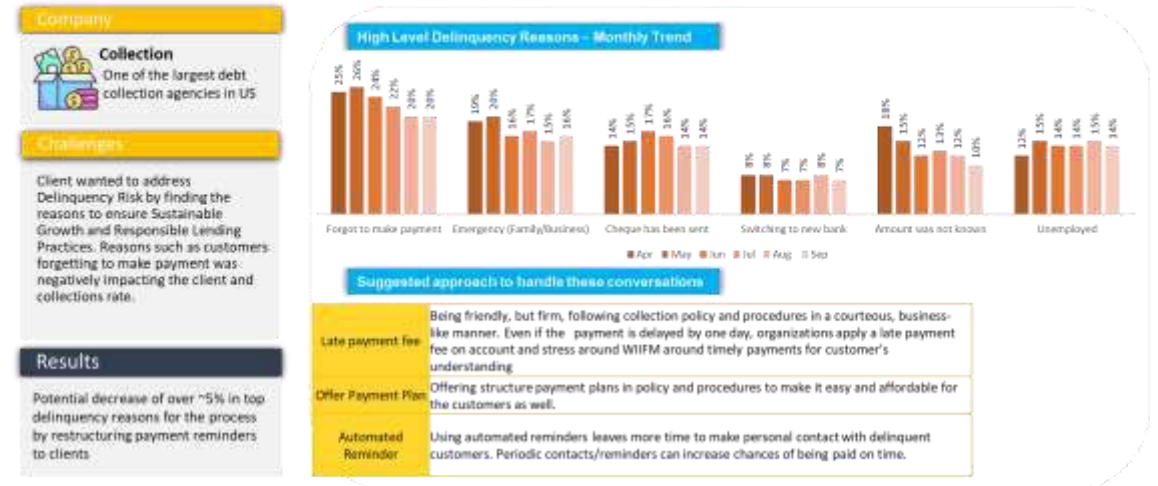 Company
Collection
One of the largest debt
collection agencies in US
Challenges
Client wanted to address
Delinquency Risk by finding the
reasons to ensure Sustainable
Growth and Responsible Lending
Practices. Reasons such as customers
forgetting to make payment was
negatively impacting the client and
collections rate.
Results
Potential decrease of over ~5% in top
delinquency reasons for the process
by restructuring payment reminders
to clients
High Level Delinquency Reasons – Monthly Trend
25% 26% 24% 22% 20% 20%
19% 20% 16% 17% 15% 16%
14% 15% 17% 16% 14% 14%
8% 8% 7% 7% 8% 7%
18% 15% 12% 13% 12% 10%
12% 15% 14% 14% 15% 14%
Forgot to make payment Emergency (Family/Business) Cheque has been sent Switching to new bank Amount was not known Unemployed
Apr May Jun Jul Aug Sep
Suggested approach to handle these conversations
Late payment fee
Being friendly, but firm, following collection policy and procedures in a courteous, business-
like manner. Even if the payment is delayed by one day, organizations apply a late payment
fee on account and stress around WIIFM around timely payments for customer's
understanding
Offer Payment Plan
Offering structure payment plans in policy and procedures to make it easy and affordable for
the customers as well.
Automated
Reminder
Using automated reminders leaves more time to make personal contact with delinquent
customers. Periodic contacts/reminders can increase chances of being paid on time.